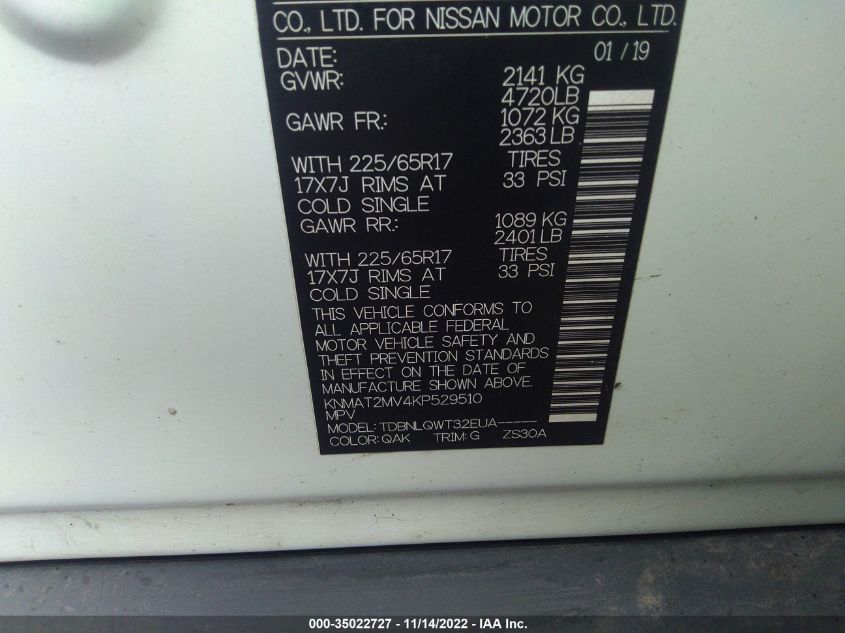 CO., LTD. FOR NISSAN MOTOR CO., LTD.
DATE: 01 / 19
GVWR: 2141 KG
4720LB
GAWR FR: 1072 KG
2363 LB
WITH 225/65R17 TIRES
17X7J RIMS AT 33 PSI
COLD SINGLE
GAWR RR: 1089 KG
2401 LB
WITH 225/65R17 TIRES
17X7J RIMS AT 33 PSI
COLD SINGLE
THIS VEHICLE CONFORMS TO
ALL APPLICABLE FEDERAL
MOTOR VEHICLE SAFETY AND
THEFT PREVENTION STANDARDS
IN EFFECT ON THE DATE OF
MANUFACTURE SHOWN ABOVE.
KNMAT2MV4KP529510
MPV
MODEL: TDBNLQWT32EUA-----
COLOR: QAK TRIM: G ZS30A
000-35022727 - 11/14/2022 - IAA Inc.